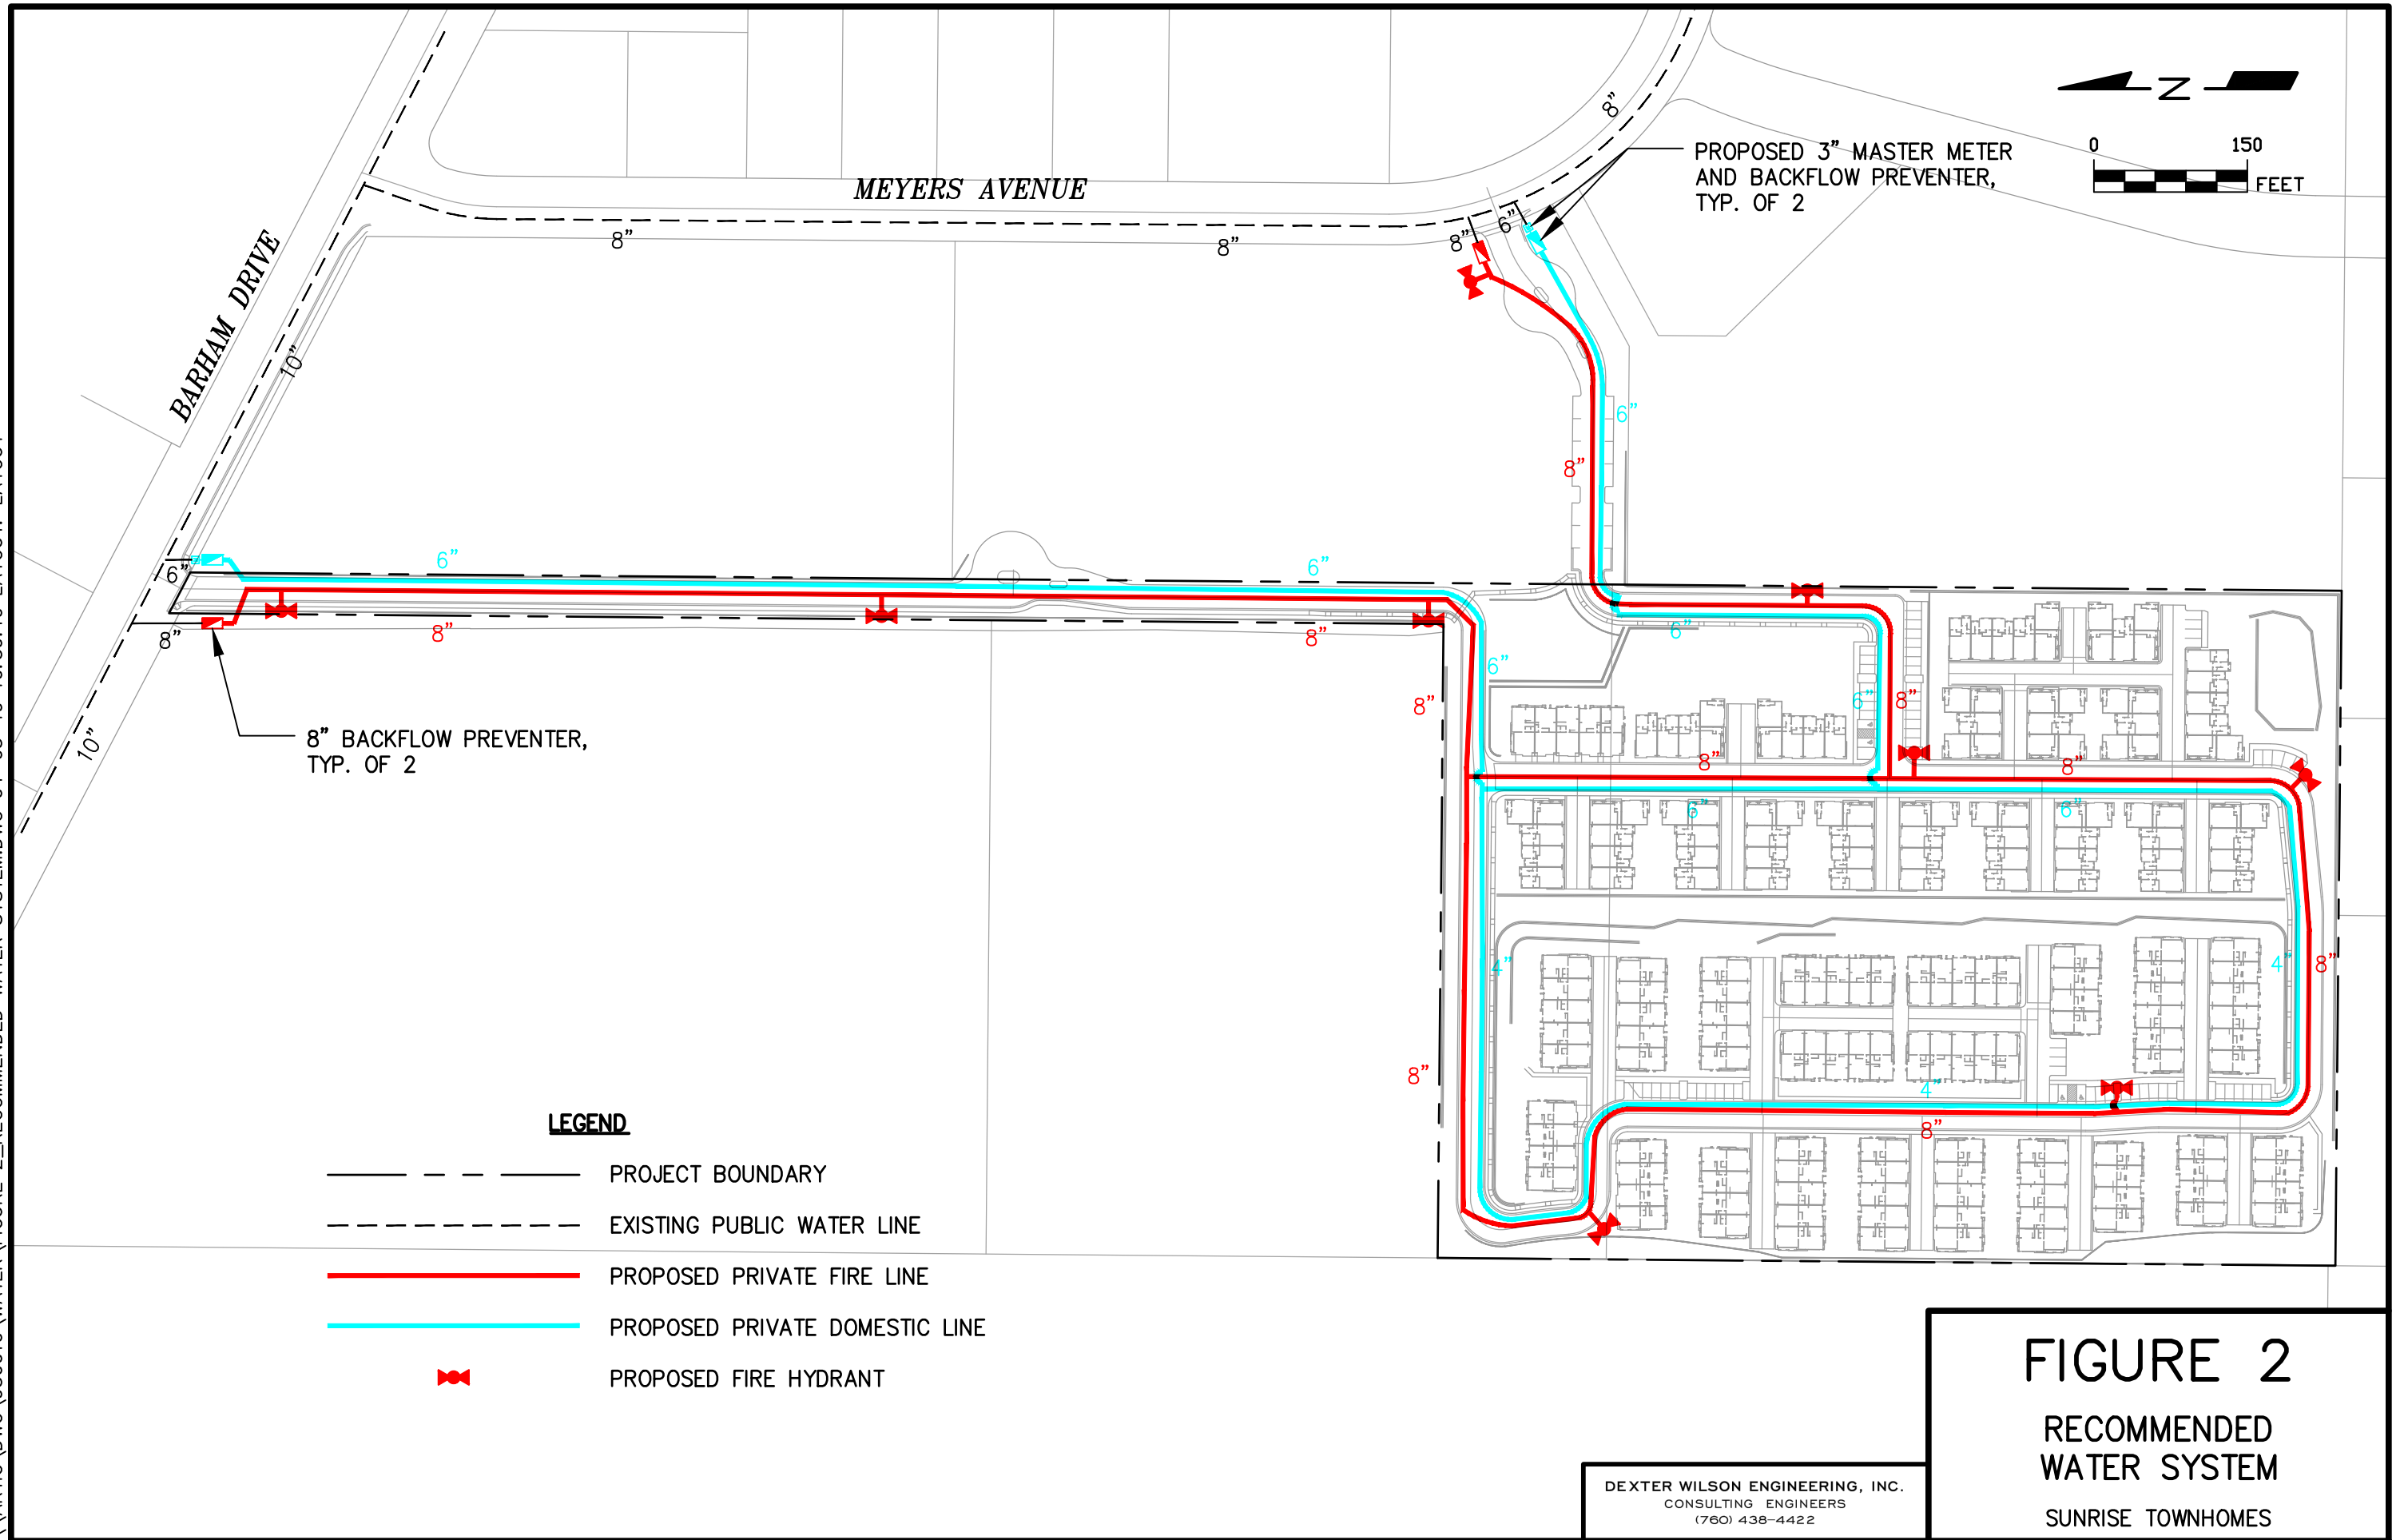 N
0 150
FEET
PROPOSED 3" MASTER METER
AND BACKFLOW PREVENTER,
TYP. OF 2
MEYERS AVENUE
BARHAM DRIVE
8"
8"
8"
8"
6"
10"
6"
8"
10"
8" BACKFLOW PREVENTER,
TYP. OF 2
6"
6"
8"
8"
6"
8"
6"
6"
8"
6"
8"
8"
8"
6"
6"
4"
4"
8"
8"
4"
8"
LEGEND
PROJECT BOUNDARY
EXISTING PUBLIC WATER LINE
PROPOSED PRIVATE FIRE LINE
PROPOSED PRIVATE DOMESTIC LINE
PROPOSED FIRE HYDRANT
DEXTER WILSON ENGINEERING, INC.
CONSULTING ENGINEERS
(760) 438-4422
FIGURE 2
RECOMMENDED
WATER SYSTEM
SUNRISE TOWNHOMES